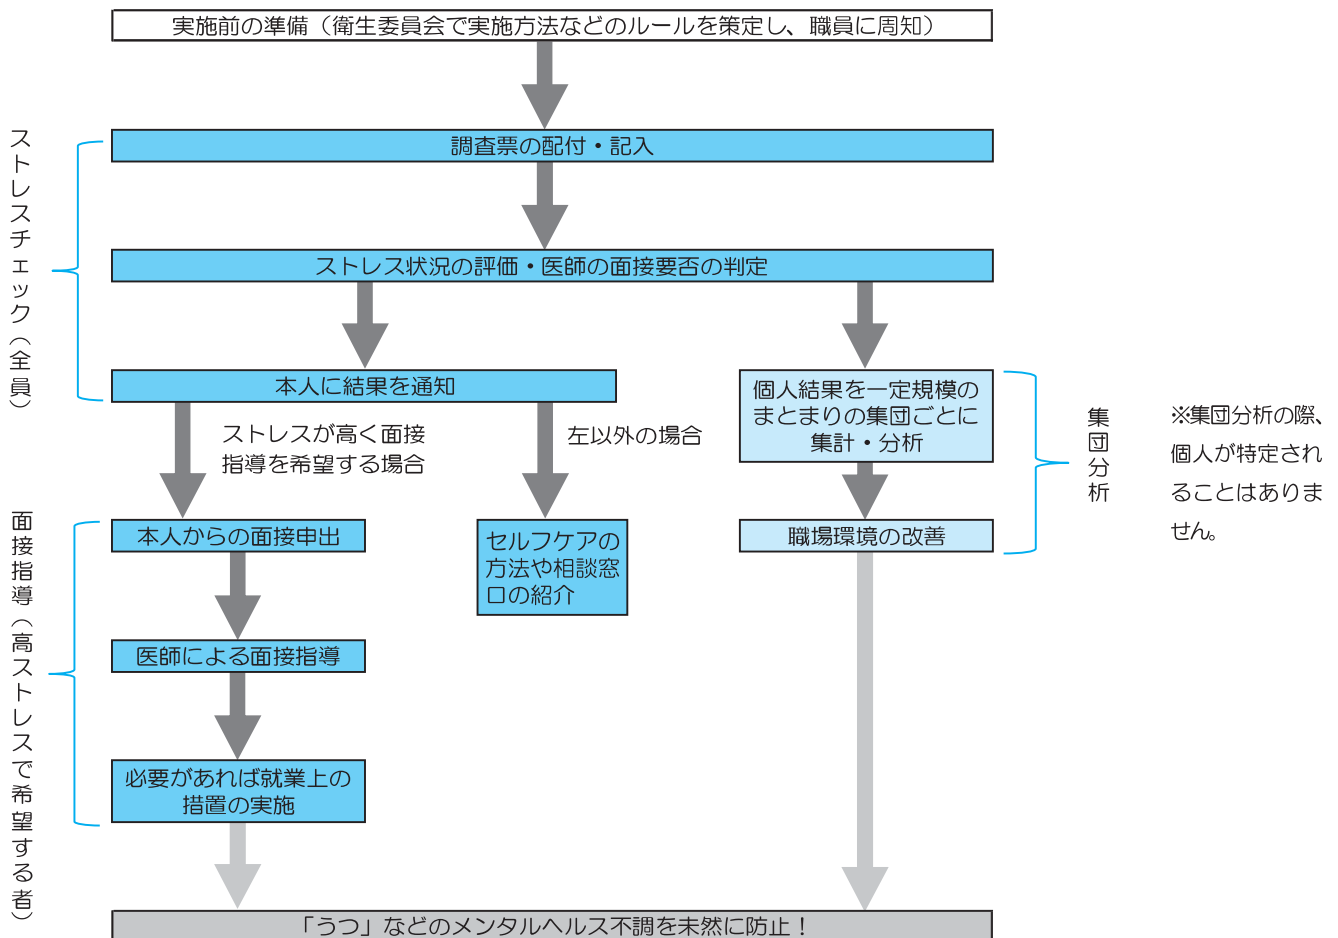 実施前の準備（衛生委員会で実施方法などのルールを策定し、職員に周知）
ストレスチェック（全員）
調査票の配付・記入
ストレス状況の評価・医師の面接要否の判定
本人に結果を通知
個人結果を一定規模の
まとまりの集団ごとに
集計・分析
集団分析
※集団分析の際、
個人が特定され
ることはありま
せん。
ストレスが高く面接
指導を希望する場合
左以外の場合
面接指導（高ストレスで希望する者）
本人からの面接申出
セルフケアの
方法や相談窓
口の紹介
職場環境の改善
医師による面接指導
必要があれば就業上の
措置の実施
「うつ」などのメンタルヘルス不調を未然に防止！